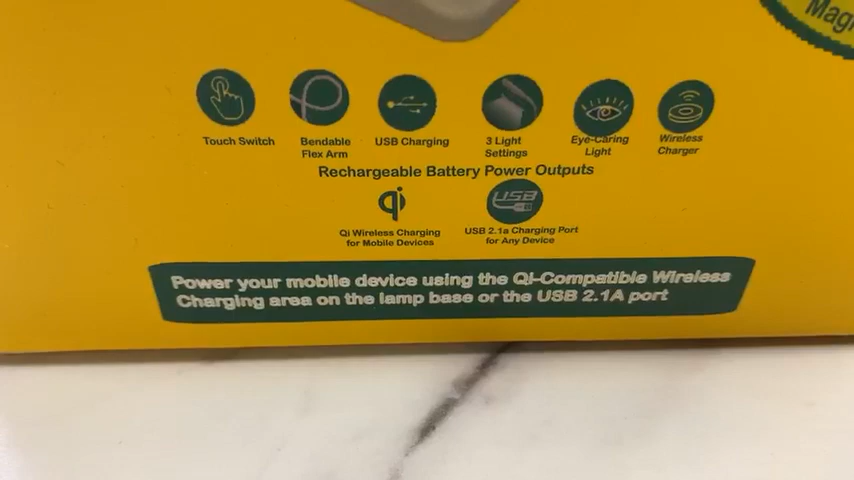 Magn
Touch Switch
Bendable
Flex Arm
USB Charging
3 Light
Settings
Eye-Caring
Light
Wireless
Charger
Rechargeable Battery Power Outputs
qi
USB
Qi Wireless Charging
for Mobile Devices
USB 2.1a Charging Port
for Any Device
Power your mobile device using the Qi-Compatible Wireless
Charging area on the lamp base or the USB 2.1A port